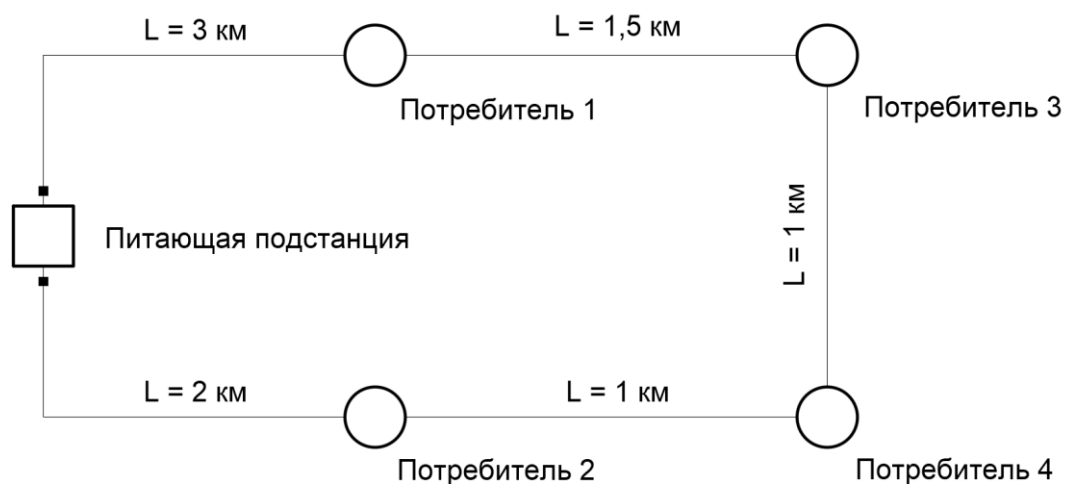 L = 3 км
L = 1,5 км
Потребитель 1
Потребитель 3
Питающая подстанция
L = 1 км
L = 2 км
L = 1 км
Потребитель 2
Потребитель 4